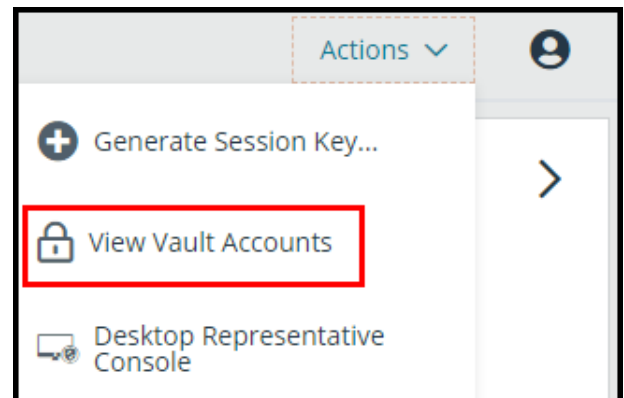 Actions
Generate Session Key...
View Vault Accounts
Desktop Representative
Console